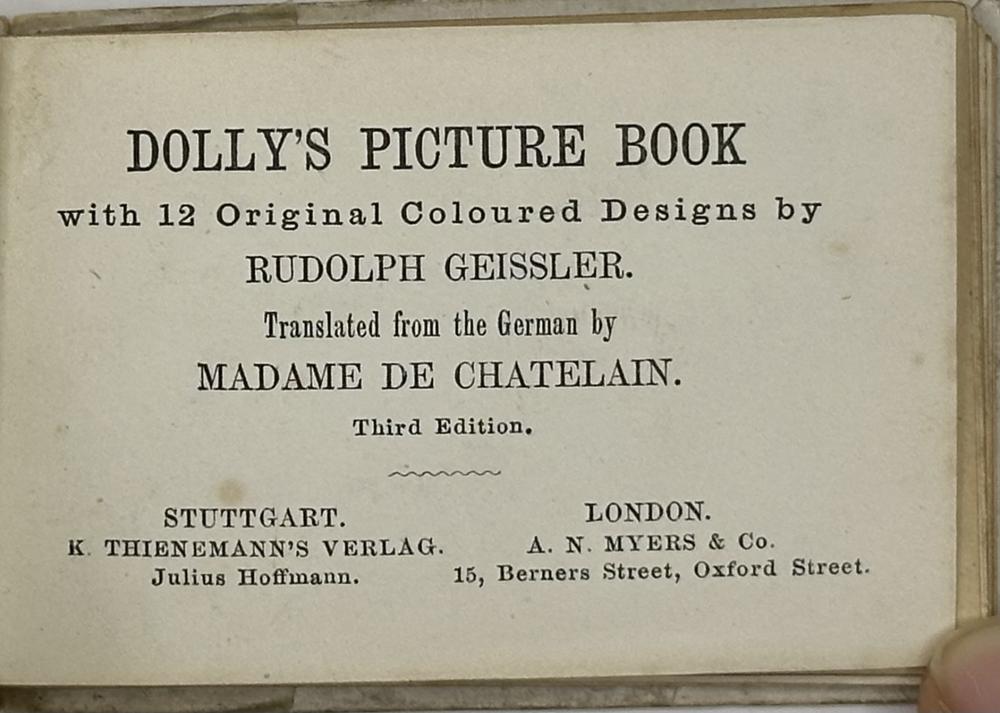 DOLLY'S PICTURE BOOK
with 12 Original Coloured Designs by
RUDOLPH GEISSLER.
Translated from the German by
MADAME DE CHATELAIN.
Third Edition.
STUTTGART.
K. THIENEMANN'S VERLAG.
Julius Hoffmann.
LONDON.
A. N. MYERS & Co.
15, Berners Street, Oxford Street.